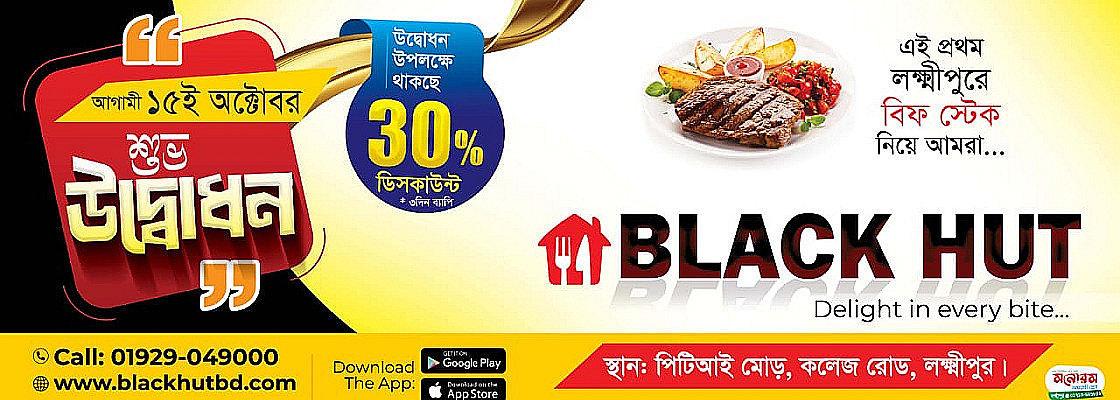 আগামী ১৫ই অক্টোবর
শুভ
উদ্বোধন
উদ্বোধন
উপলক্ষে
থাকছে
30%
ডিসকাউন্ট
* ৩দিন ব্যাপি
এই প্রথম
লক্ষ্মীপুরে
বিফ স্টেক
নিয়ে আমরা...
BLACK HUT
Delight in every bite...
Call: 01929-049000
www.blackhutbd.com
Download
The App:
GET IT ON
Google Play
Download on the
App Store
স্থান: পিটিআই মোড়, কলেজ রোড, লক্ষ্মীপুর।
মনোরম